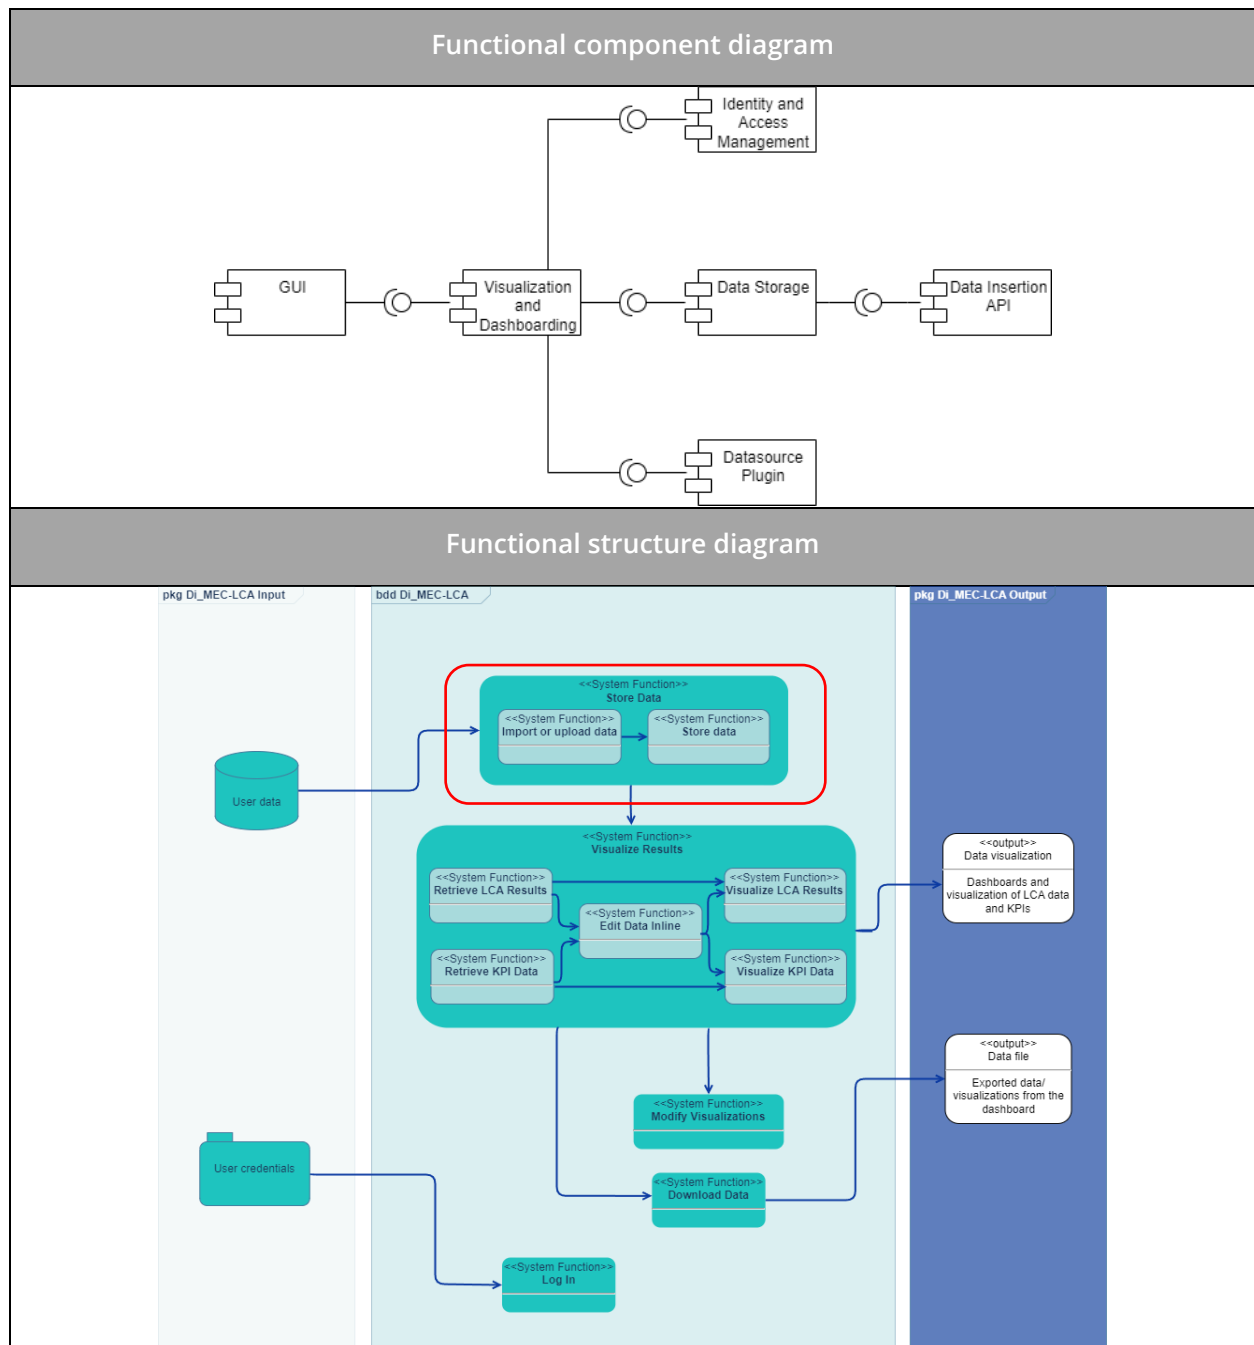 Functional component diagram
Identity and
Access
Management
GUI
Visualization
and
Dashboarding
Data Storage
Data Insertion
API
Datasource
Plugin
Functional structure diagram
pkg Di_MEC-LCA Input
bdd Di_MEC-LCA
pkg Di_MEC-LCA Output
<<System Function>>
Store Data
<<System Function>>
Import or upload data
<<System Function>>
Store data
User data
<<System Function>>
Visualize Results
<<System Function>>
Retrieve LCA Results
<<System Function>>
Visualize LCA Results
<<System Function>>
Edit Data Inline
<<System Function>>
Retrieve KPI Data
<<System Function>>
Visualize KPI Data
<<output>>
Data visualization
Dashboards and
visualization of LCA data
and KPIs
<<output>>
Data file
Exported data/
visualizations from the
dashboard
<<System Function>>
Modify Visualizations
User credentials
<<System Function>>
Download Data
<<System Function>>
Log In